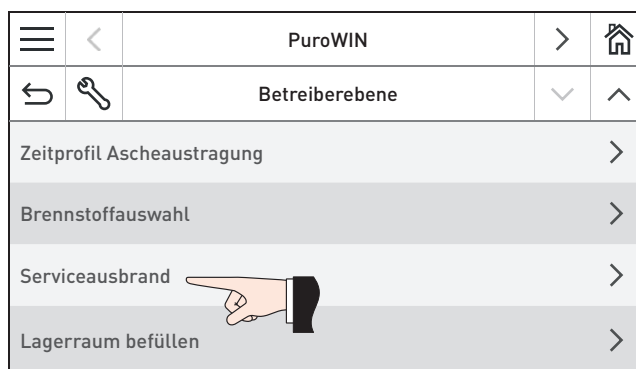 PuroWIN
Betreiberebene
Zeitprofil Ascheaustragung
Brennstoffauswahl
Serviceausbrand
Lagerraum befüllen